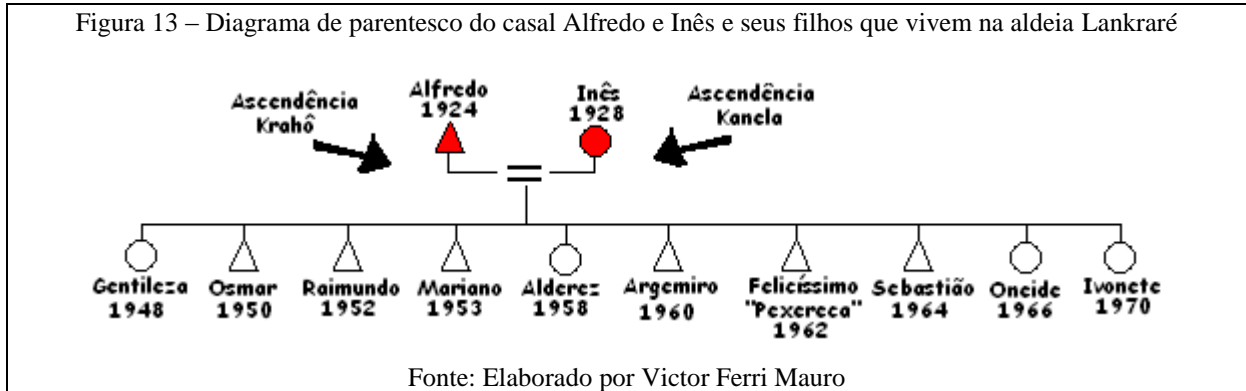 Figura 13 – Diagrama de parentesco do casal Alfredo e Inês e seus filhos que vivem na aldeia Lankraré
Ascendência
Krahô
Alfredo
1924
Inês
1928
Ascendência
Kanela
Gentileza
1948
Osmar
1950
Raimundo
1952
Mariano
1953
Alderez
1958
Argemiro
1960
Felicíssimo
"Pexereca"
1962
Sebastião
1964
Oneide
1966
Ivonete
1970
Fonte: Elaborado por Victor Ferri Mauro